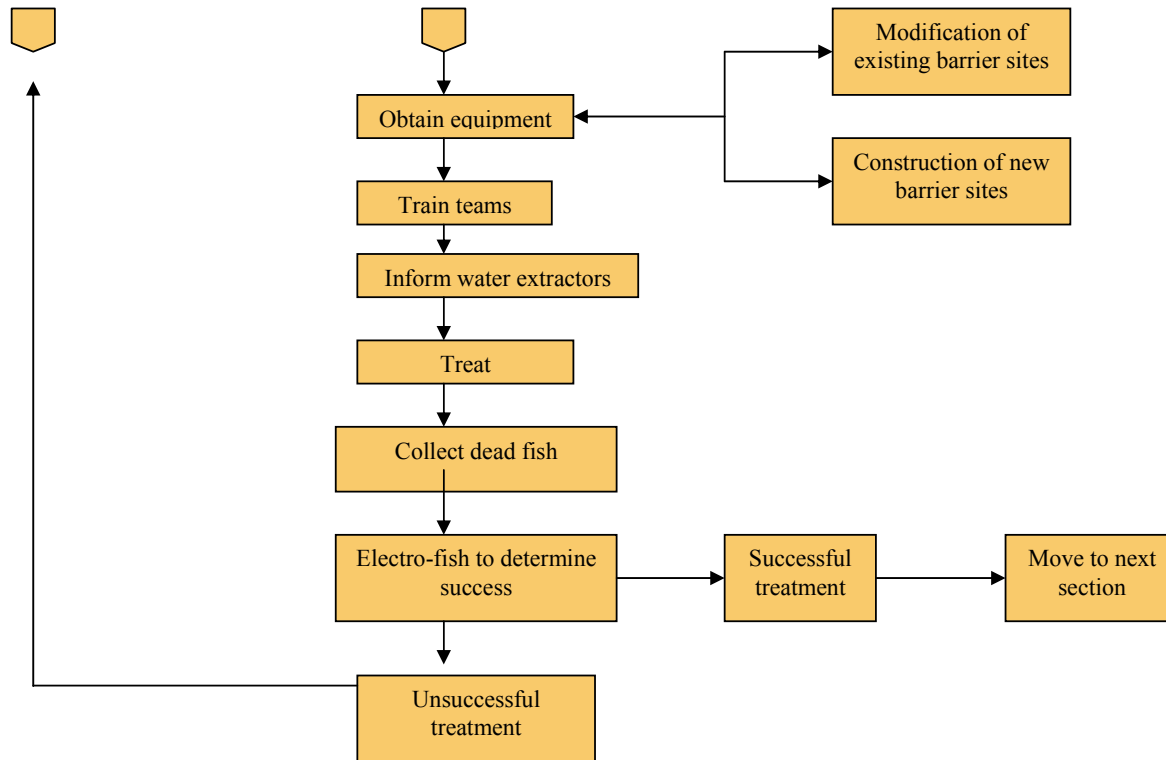 Modification of
existing barrier sites
Obtain equipment
Construction of new
barrier sites
Train teams
Inform water extractors
Treat
Collect dead fish
Electro-fish to determine
success
Successful
treatment
Move to next
section
Unsuccessful
treatment